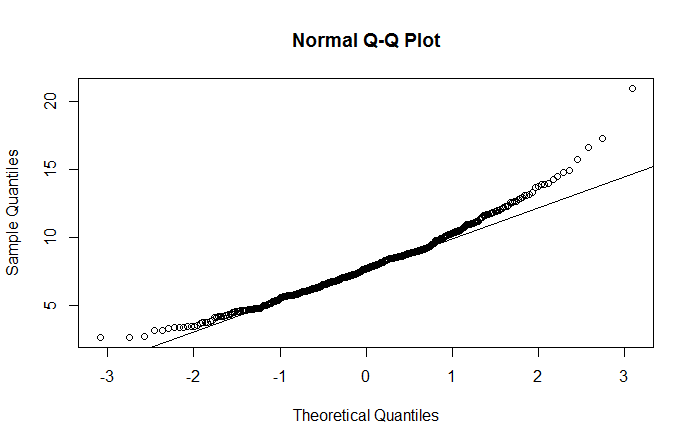 Normal Q-Q Plot
20
15
10
5
Sample Quantiles
-3 -2 -1 0 1 2 3
Theoretical Quantiles